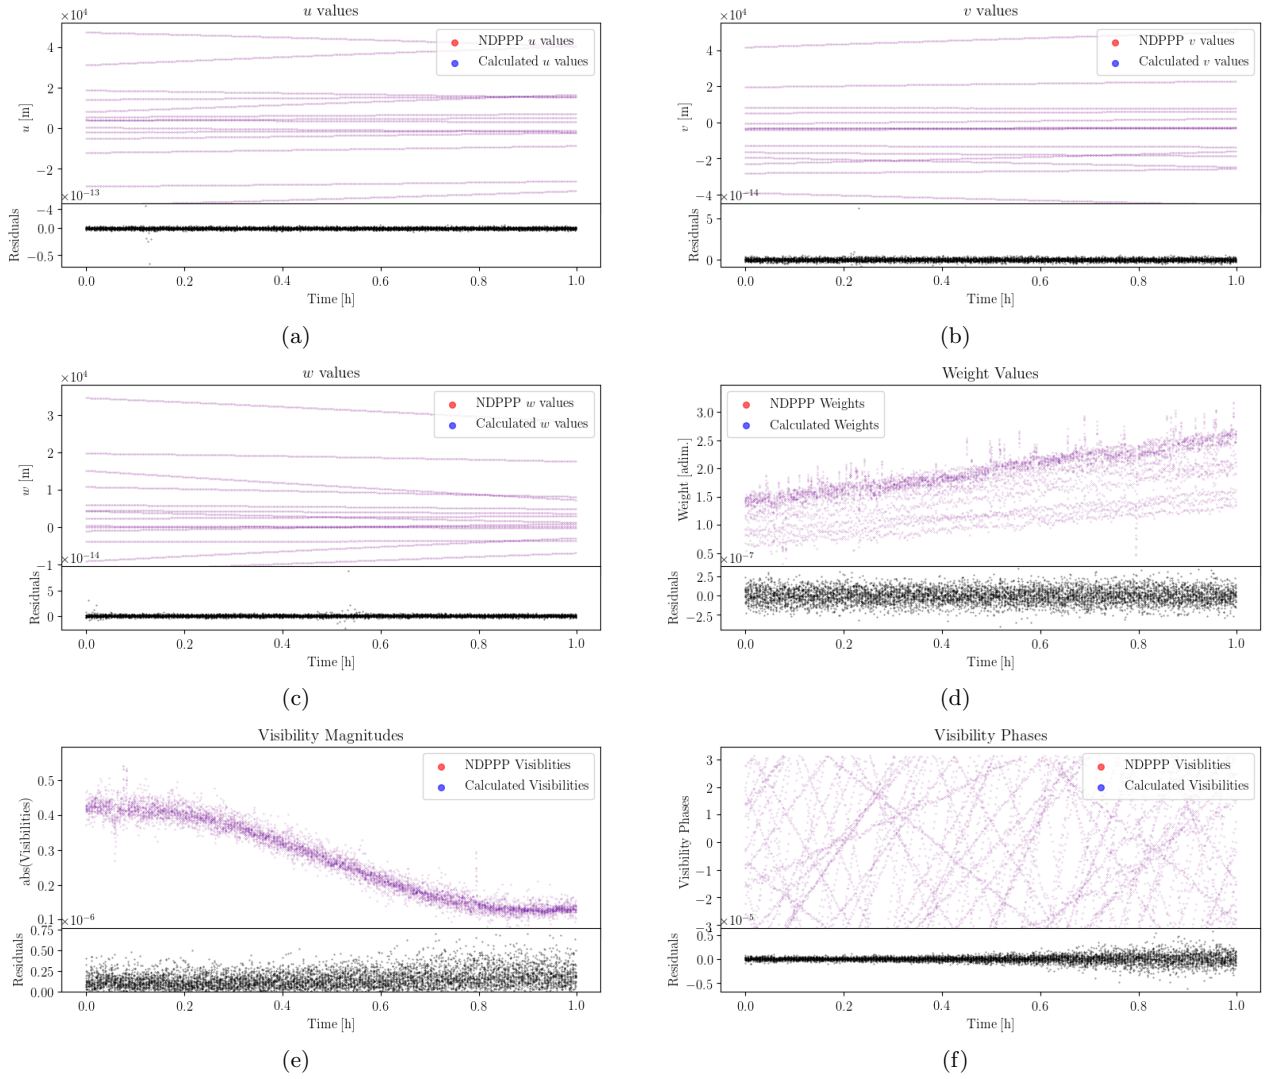 u values
×10⁴
NDPPP u values
Calculated u values
u [m]
4
2
0
−2
×10⁻¹³
Residuals
−4
0.0
−0.5
0.0 0.2 0.4 0.6 0.8 1.0
Time [h]
(a)
v values
×10⁴
NDPPP v values
Calculated v values
v [m]
4
2
0
−2
−4
×10⁻¹⁴
Residuals
5
0
0.0 0.2 0.4 0.6 0.8 1.0
Time [h]
(b)
w values
×10⁴
NDPPP w values
Calculated w values
w [m]
3
2
1
0
−1
×10⁻¹⁴
Residuals
5
0
0.0 0.2 0.4 0.6 0.8 1.0
Time [h]
(c)
Weight Values
NDPPP Weights
Calculated Weights
Weight [adim.]
3.0
2.5
2.0
1.5
1.0
0.5
×10⁻⁷
Residuals
2.5
0.0
−2.5
0.0 0.2 0.4 0.6 0.8 1.0
Time [h]
(d)
Visibility Magnitudes
NDPPP Visiblities
Calculated Visibilities
abs(Visibilities)
0.5
0.4
0.3
0.2
0.1
×10⁻⁶
Residuals
0.75
0.50
0.25
0.00
0.0 0.2 0.4 0.6 0.8 1.0
Time [h]
(e)
Visibility Phases
NDPPP Visiblities
Calculated Visibilities
Visibility Phases
3
2
1
0
−1
−2
−3
×10⁻⁵
Residuals
0.5
0.0
−0.5
0.0 0.2 0.4 0.6 0.8 1.0
Time [h]
(f)